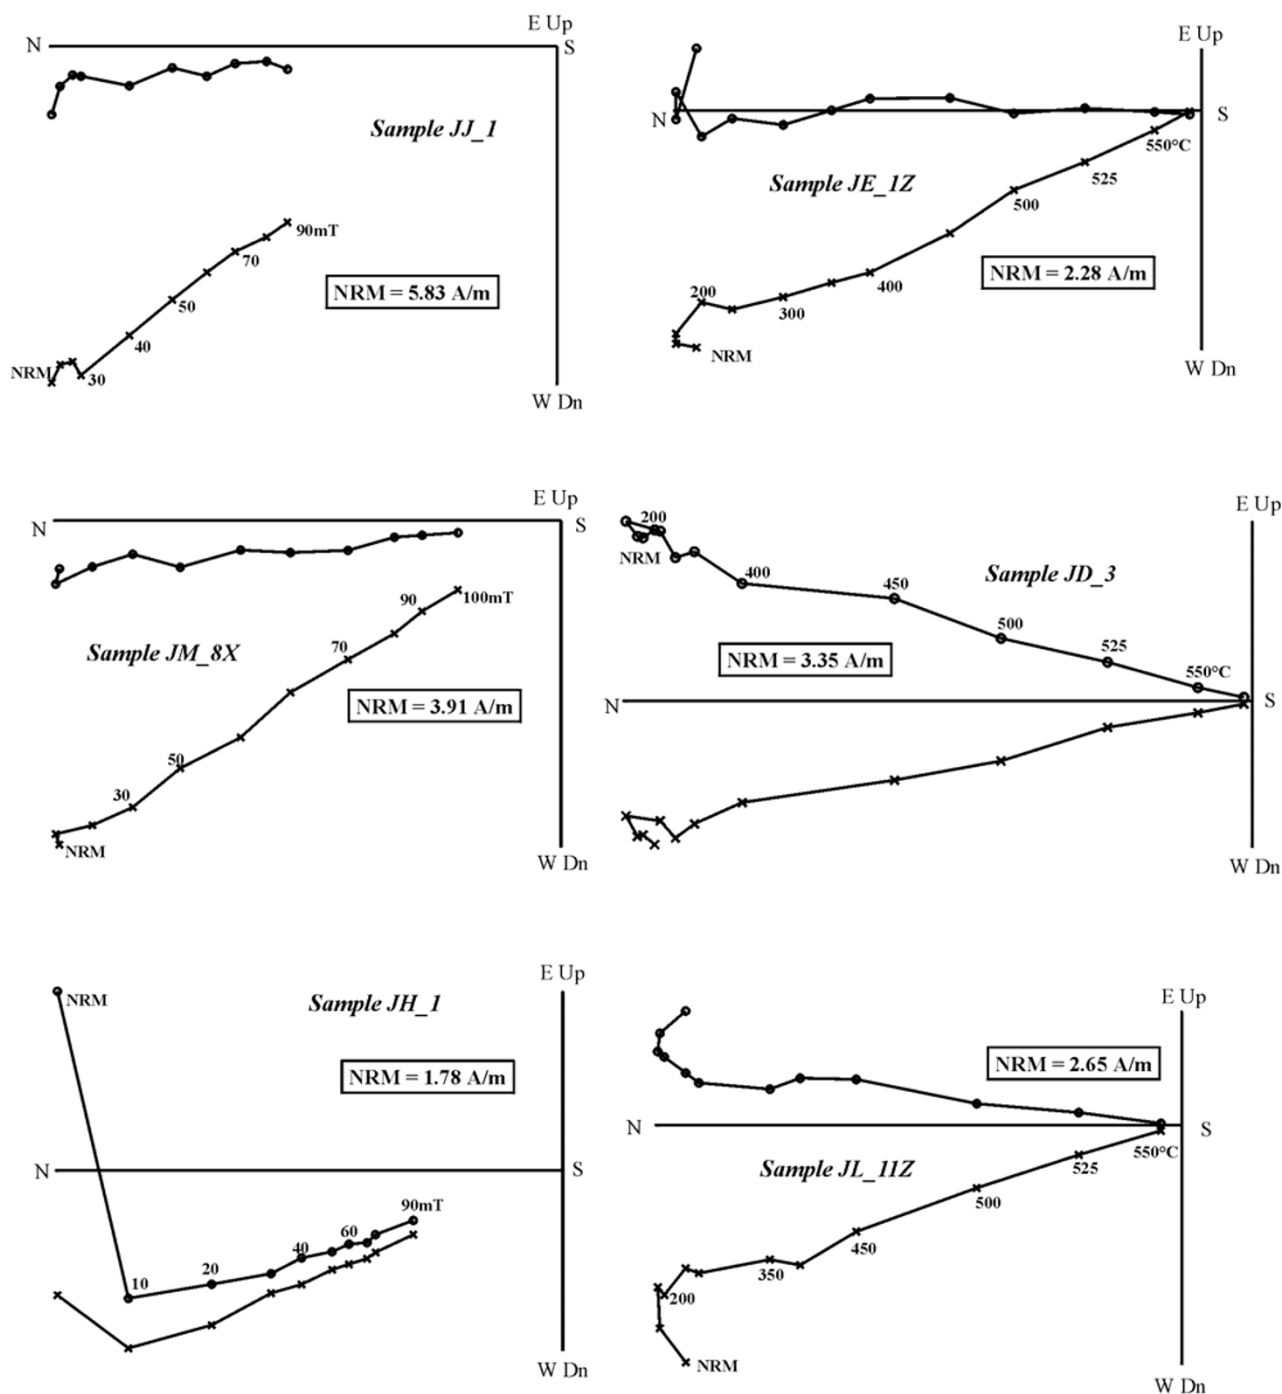 E Up
N
S
Sample JJ_1
90mT
70
NRM = 5.83 A/m
50
40
NRM
30
W Dn
E Up
N
S
550°C
525
Sample JE_1Z
500
NRM = 2.28 A/m
400
200
300
NRM
W Dn
E Up
N
S
100mT
90
70
Sample JM_8X
NRM = 3.91 A/m
50
30
NRM
W Dn
E Up
200
NRM
Sample JD_3
400
450
500
525
NRM = 3.35 A/m
550°C
N
S
W Dn
E Up
NRM
Sample JH_1
NRM = 1.78 A/m
N
S
90mT
60
40
20
10
W Dn
E Up
NRM = 2.65 A/m
N
S
550°C
Sample JL_11Z
525
500
450
350
200
NRM
W Dn